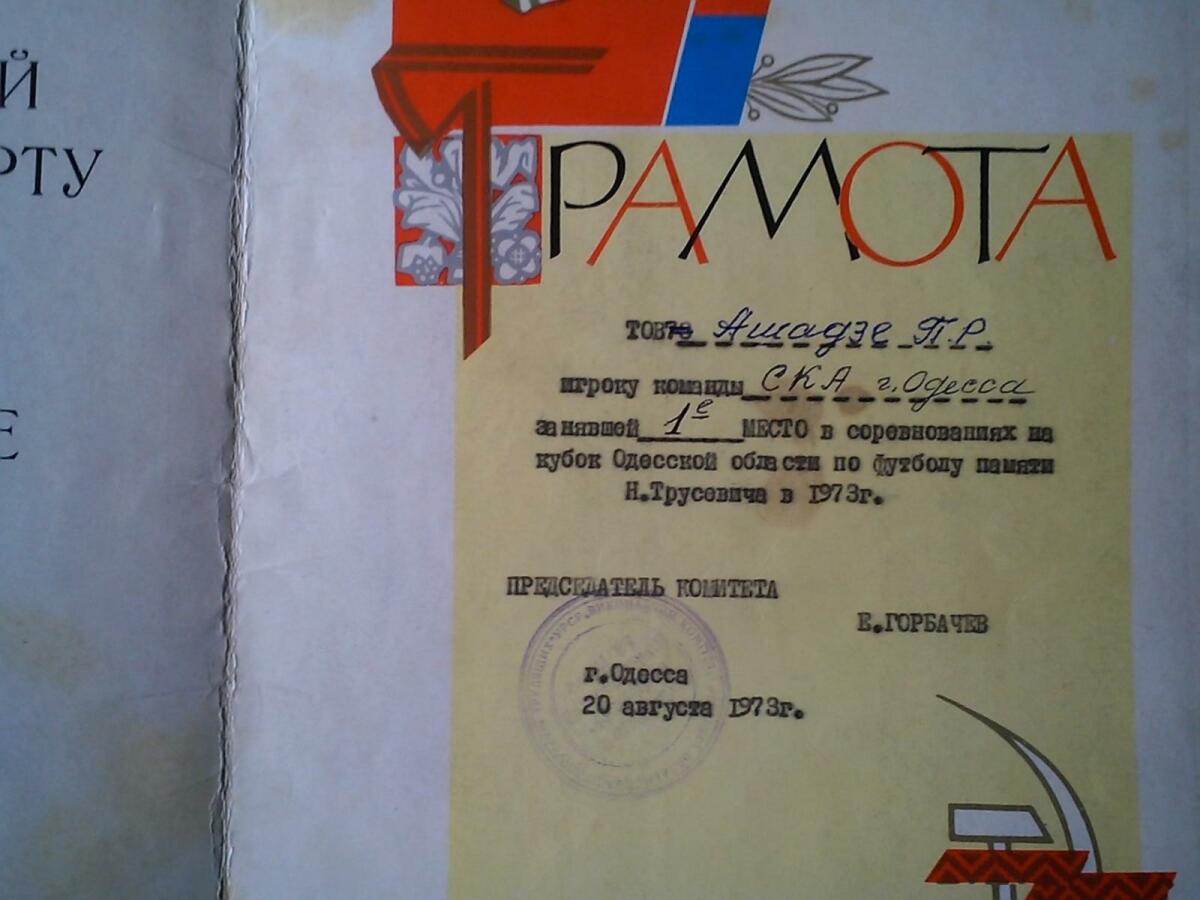 Й
РТУ
Е
ГРАМОТА
ТОВ Ашадзе П.Р.
игроку команды СКА г.Одесса
занявшей 1е МЕСТО в соревнованиях на
кубок Одесской области по футболу памяти
Н.Трусевича в 1973г.
ПРЕДСЕДАТЕЛЬ КОМИТЕТА
Е.ГОРБАЧЕВ
г.Одесса
20 августа 1973г.